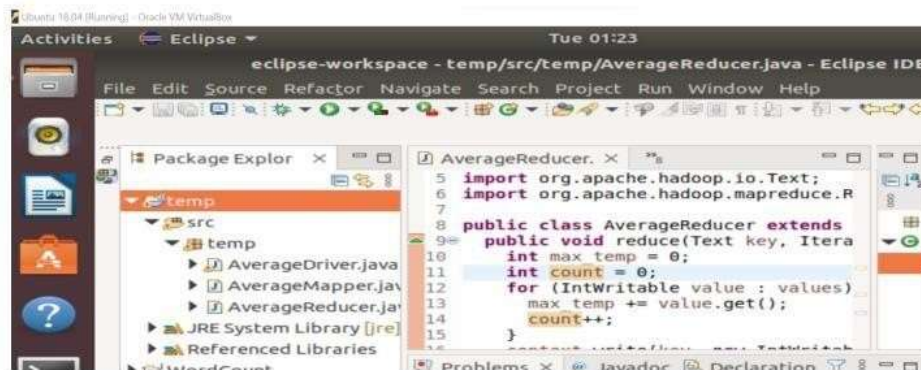 Ubuntu 16.04 [Running] - Oracle VM VirtualBox
Activities Eclipse Tue 01:23
eclipse-workspace - temp/src/temp/AverageReducer.java - Eclipse IDE
File Edit Source Refactor Navigate Search Project Run Window Help
Package Explor
temp
src
temp
AverageDriver.java
AverageMapper.jav
AverageReducer.jav
JRE System Library [jre]
Referenced Libraries
WordCount
AverageReducer.
5 import org.apache.hadoop.io.Text;
6 import org.apache.hadoop.mapreduce.R
7
8 public class AverageReducer extends
9 public void reduce(Text key, Itera
10 int max_temp = 0;
11 int count = 0;
12 for (IntWritable value : values)
13 max_temp += value.get();
14 count++;
15 }
Problems Javadoc Declaration